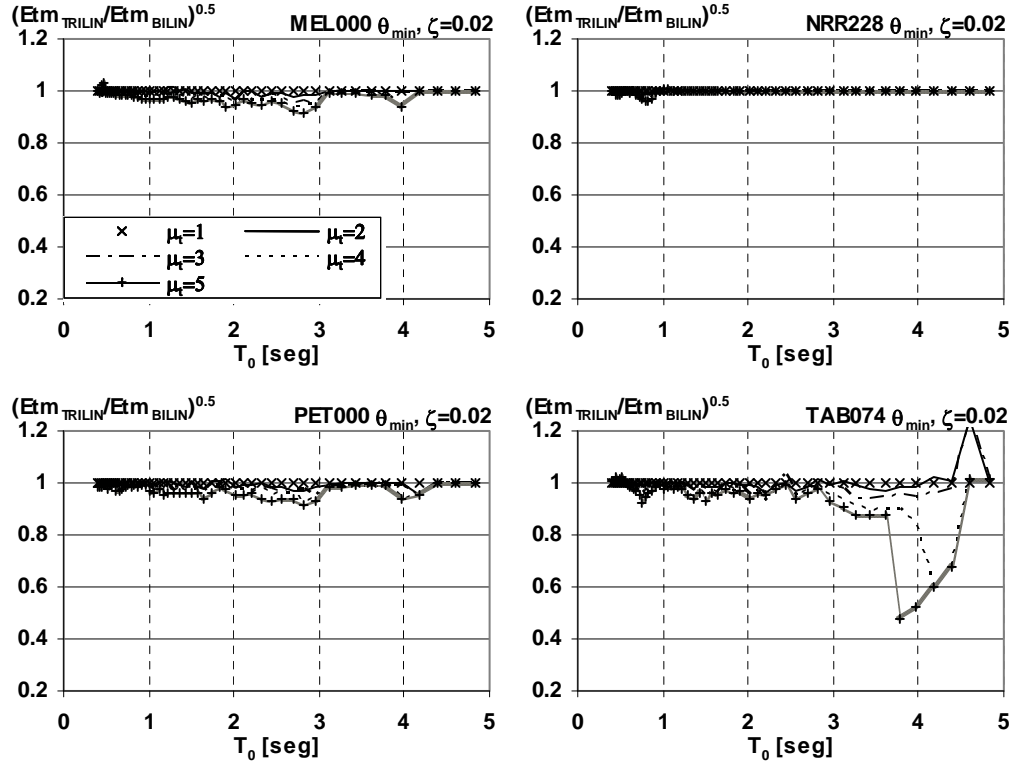 (Etm TRILIN/Etm BILIN)^0.5
MEL000 θmin, ζ=0.02
1.2
1
0.8
0.6
0.4
0.2
μt=1
μt=2
μt=3
μt=4
μt=5
0 1 2 3 4 5
T0 [seg]
(Etm TRILIN/Etm BILIN)^0.5
NRR228 θmin, ζ=0.02
1.2
1
0.8
0.6
0.4
0.2
0 1 2 3 4 5
T0 [seg]
(Etm TRILIN/Etm BILIN)^0.5
PET000 θmin, ζ=0.02
1.2
1
0.8
0.6
0.4
0.2
0 1 2 3 4 5
T0 [seg]
(Etm TRILIN/Etm BILIN)^0.5
TAB074 θmin, ζ=0.02
1.2
1
0.8
0.6
0.4
0.2
0 1 2 3 4 5
T0 [seg]